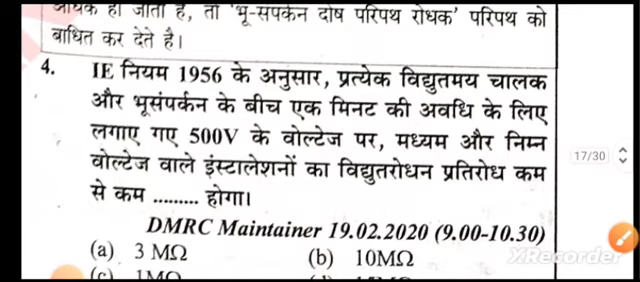 हो जाती है, तो 'भू-संपर्कन दोष परिपथ रोधक' परिपथ को
बाधित कर देते है।
4. IE नियम 1956 के अनुसार, प्रत्येक विद्युतमय चालक
और भूसंपर्कन के बीच एक मिनट की अवधि के लिए
लगाए गए 500V के वोल्टेज पर, मध्यम और निम्न
वोल्टेज वाले इंस्टालेशनों का विद्युतरोधन प्रतिरोध कम
से कम ......... होगा।
17/30
DMRC Maintainer 19.02.2020 (9.00-10.30)
(a) 3 MΩ (b) 10MΩ
XRecorder
(c) 1MΩ